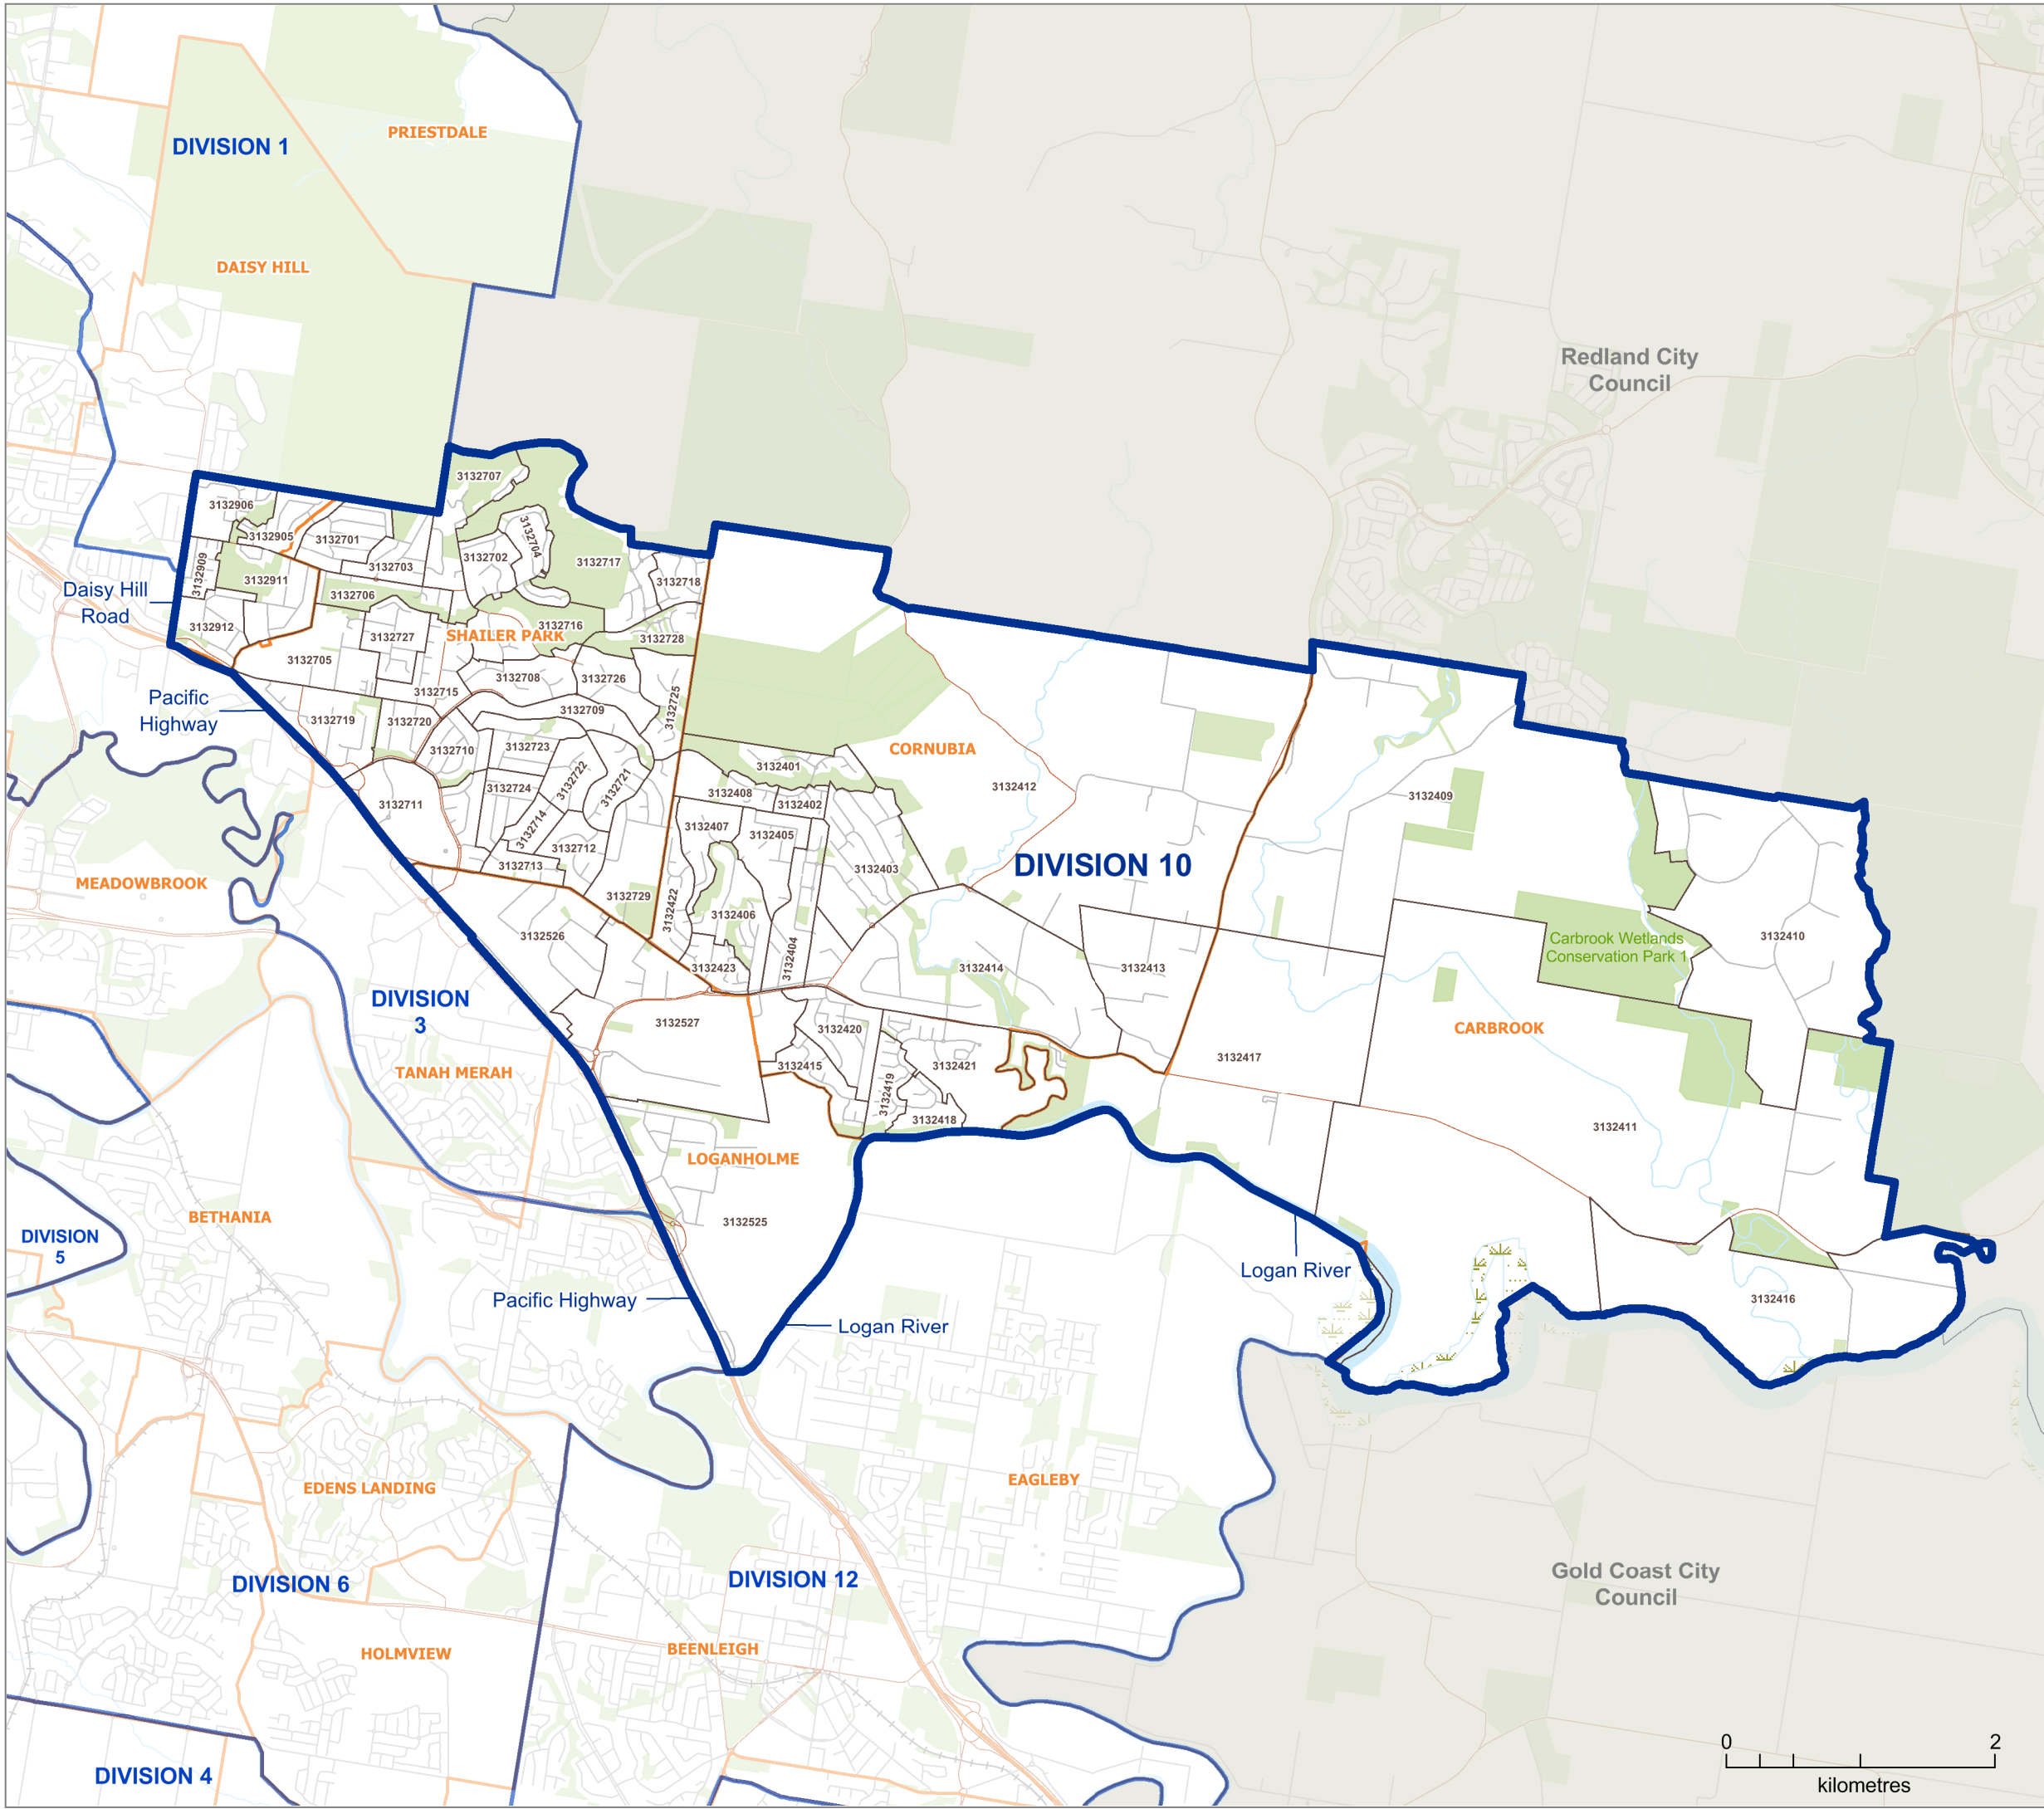 PRIESTDALE
DIVISION 1
DAISY HILL
Redland City
Council
3132707
3132906
3132905
3132701
3132704
3132702
3132717
3132703
3132909
3132911
3132718
Daisy Hill
Road
3132706
3132912
3132716
SHAILER PARK
3132727
3132728
3132705
3132708
3132726
3132715
3132725
Pacific
Highway
3132709
3132719
3132720
3132710
3132723
CORNUBIA
3132401
3132722
3132721
3132724
3132412
3132408
3132402
3132409
3132711
3132714
3132407
3132405
3132712
3132713
DIVISION 10
3132403
MEADOWBROOK
3132729
3132422
3132406
3132526
3132404
Carbrook Wetlands
Conservation Park 1
3132410
3132423
3132414
3132413
DIVISION
3
3132527
3132420
CARBROOK
3132417
TANAH MERAH
3132415
3132421
3132419
3132418
3132411
LOGANHOLME
BETHANIA
3132525
DIVISION
5
Logan River
Pacific Highway
3132416
Logan River
EDENS LANDING
EAGLEBY
DIVISION 6
DIVISION 12
Gold Coast City
Council
HOLMVIEW
BEENLEIGH
DIVISION 4
0 2
kilometres